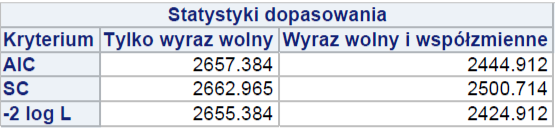 Statystyki dopasowania
Kryterium Tylko wyraz wolny Wyraz wolny i współzmienne
AIC 2657.384 2444.912
SC 2662.965 2500.714
-2 log L 2655.384 2424.912